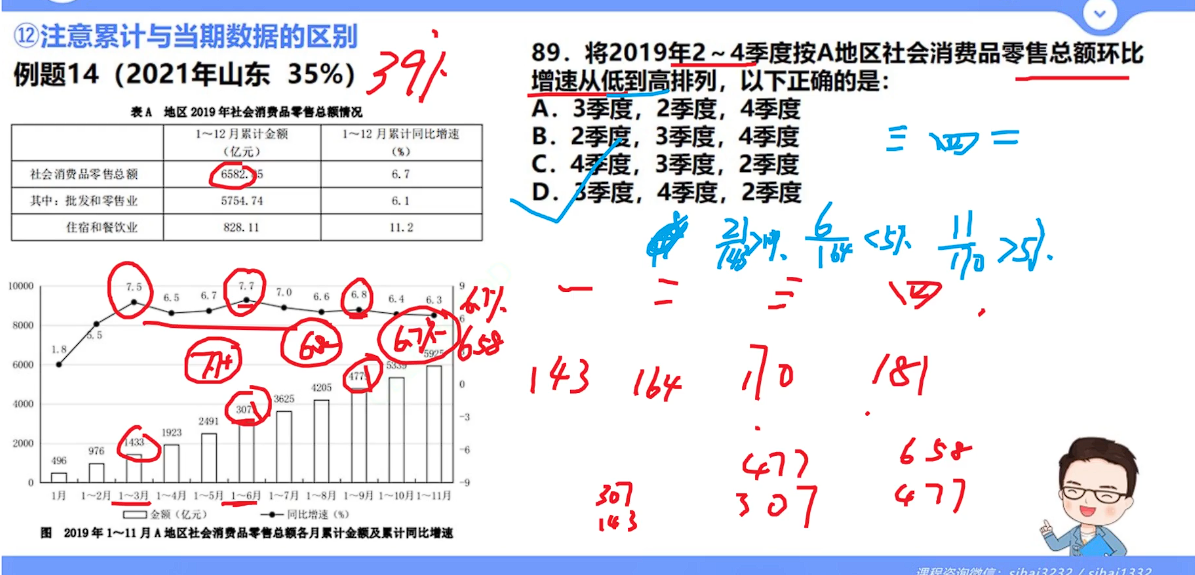 ⑫注意累计与当期数据的区别
例题14（2021年山东 35%）
39%
表A 地区2019年社会消费品零售总额情况
1～12月累计金额（亿元）
1～12月累计同比增速（%）
社会消费品零售总额 6582. 5 6.7
其中：批发和零售业 5754.74 6.1
住宿和餐饮业 828.11 11.2
10000 9
8000 6
6000
4000 0
2000 -3
-6
0 -9
1.8 5.5 7.5 6.5 6.7 7.7 7.0 6.6 6.8 6.4 6.3
6.7%
658
77+ 68- 6.7%-
496 976 1433 1923 2491 307 3625 4205 477 5339 5925
1月 1～2月 1～3月 1～4月 1～5月 1～6月 1～7月 1～8月 1～9月 1～10月 1～11月
金额（亿元） 同比增速（%）
图 2019年1～11月A地区社会消费品零售总额各月累计金额及累计同比增速
89．将2019年2～4季度按A地区社会消费品零售总额环比
增速从低到高排列，以下正确的是：
A．3季度，2季度，4季度
B．2季度，3季度，4季度
C．4季度，3季度，2季度
D．3季度，4季度，2季度
三 四 二
21/143>1% 6/164<5% 11/170>5%
一 二 三 四
143 164 170 181
477 658
307 307 477
143
课程咨询微信：sihai3232 / sihai1332